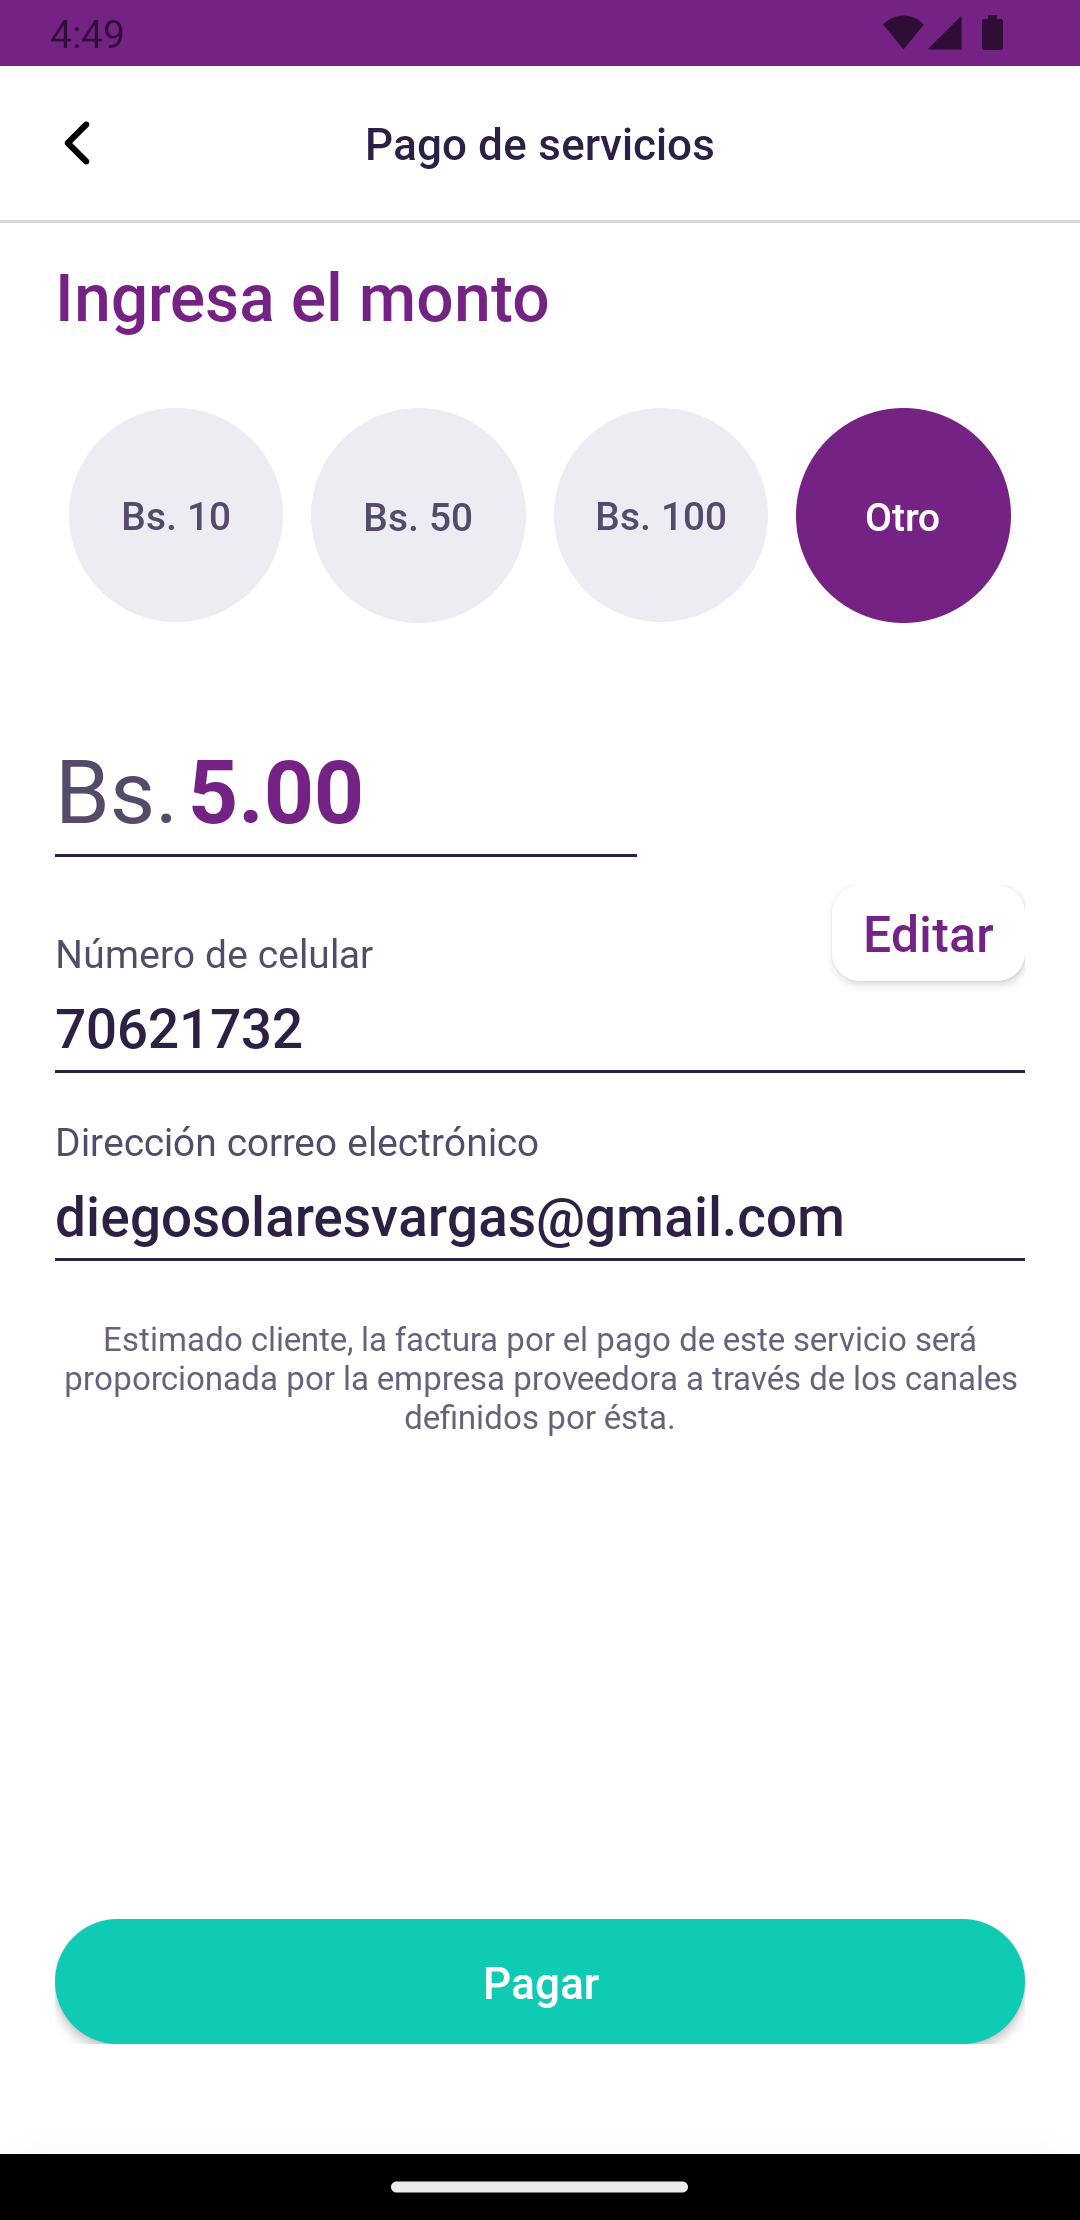 4:49
Pago de servicios
Ingresa el monto
Bs. 10
Bs. 50
Bs. 100
Otro
Bs. 5.00
Editar
Número de celular
70621732
Dirección correo electrónico
diegosolaresvargas@gmail.com
Estimado cliente, la factura por el pago de este servicio será
proporcionada por la empresa proveedora a través de los canales
definidos por ésta.
Pagar